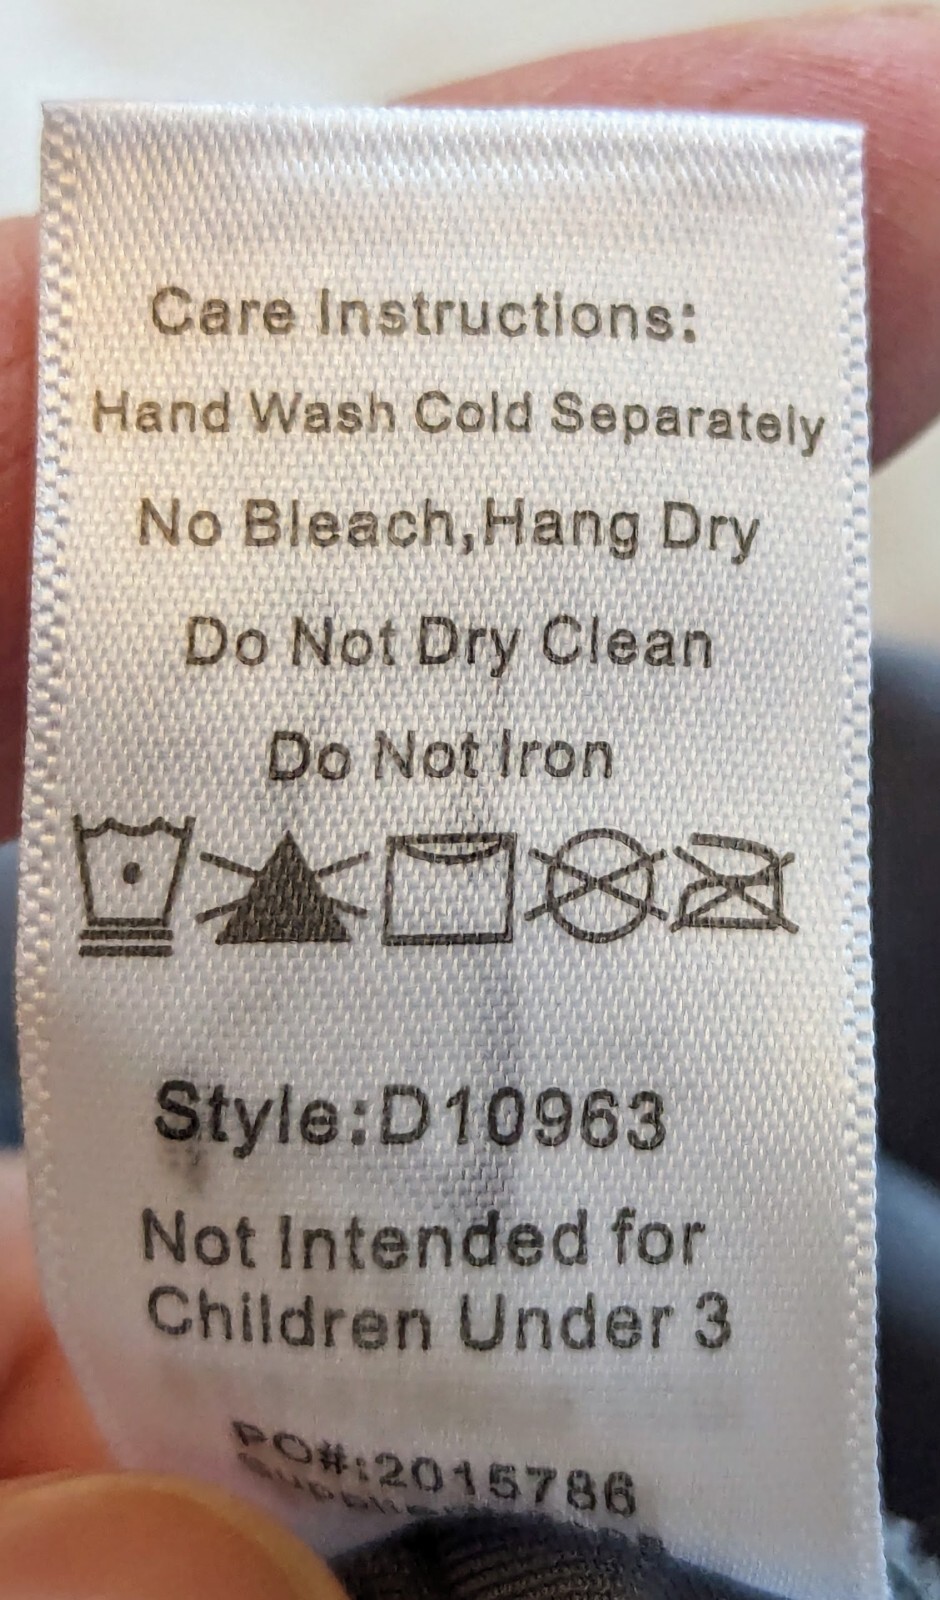 Care Instructions:
Hand Wash Cold Separately
No Bleach,Hang Dry
Do Not Dry Clean
Do Not Iron
Style:D10963
Not Intended for
Children Under 3
PO#:2015786